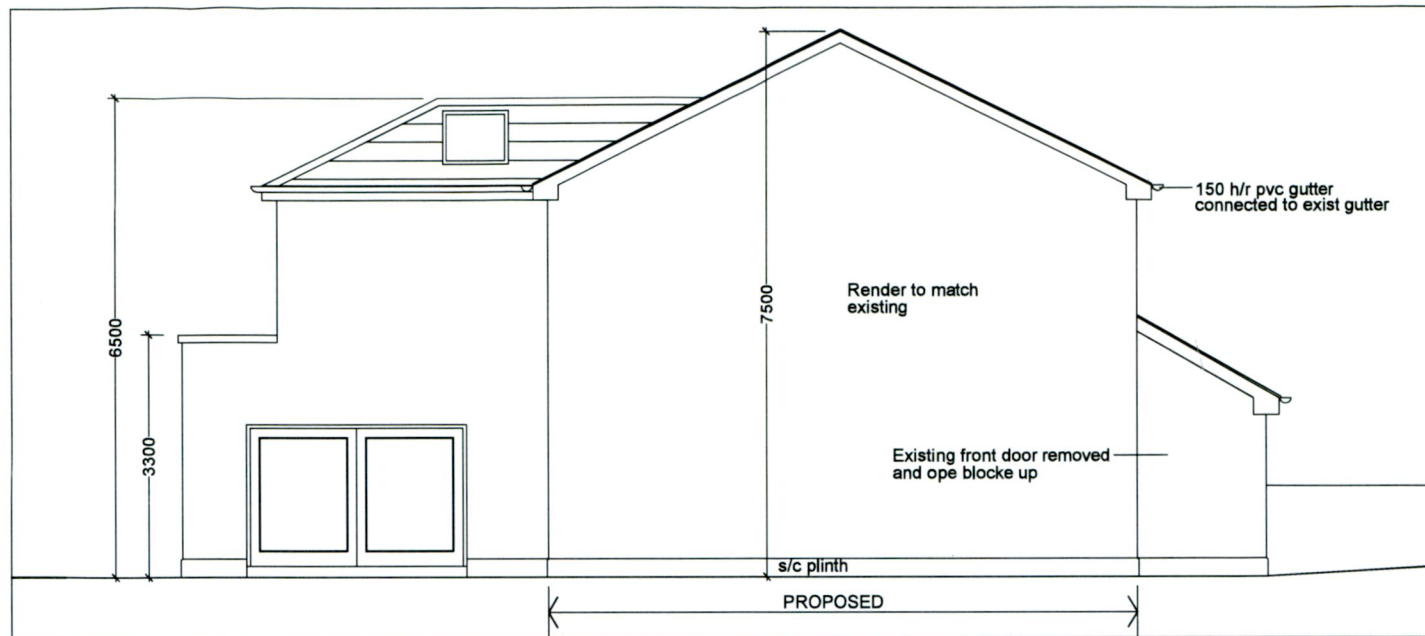 150 h/r pvc gutter
connected to exist gutter
Render to match
existing
7500
6500
3300
Existing front door removed
and ope blocke up
s/c plinth
PROPOSED